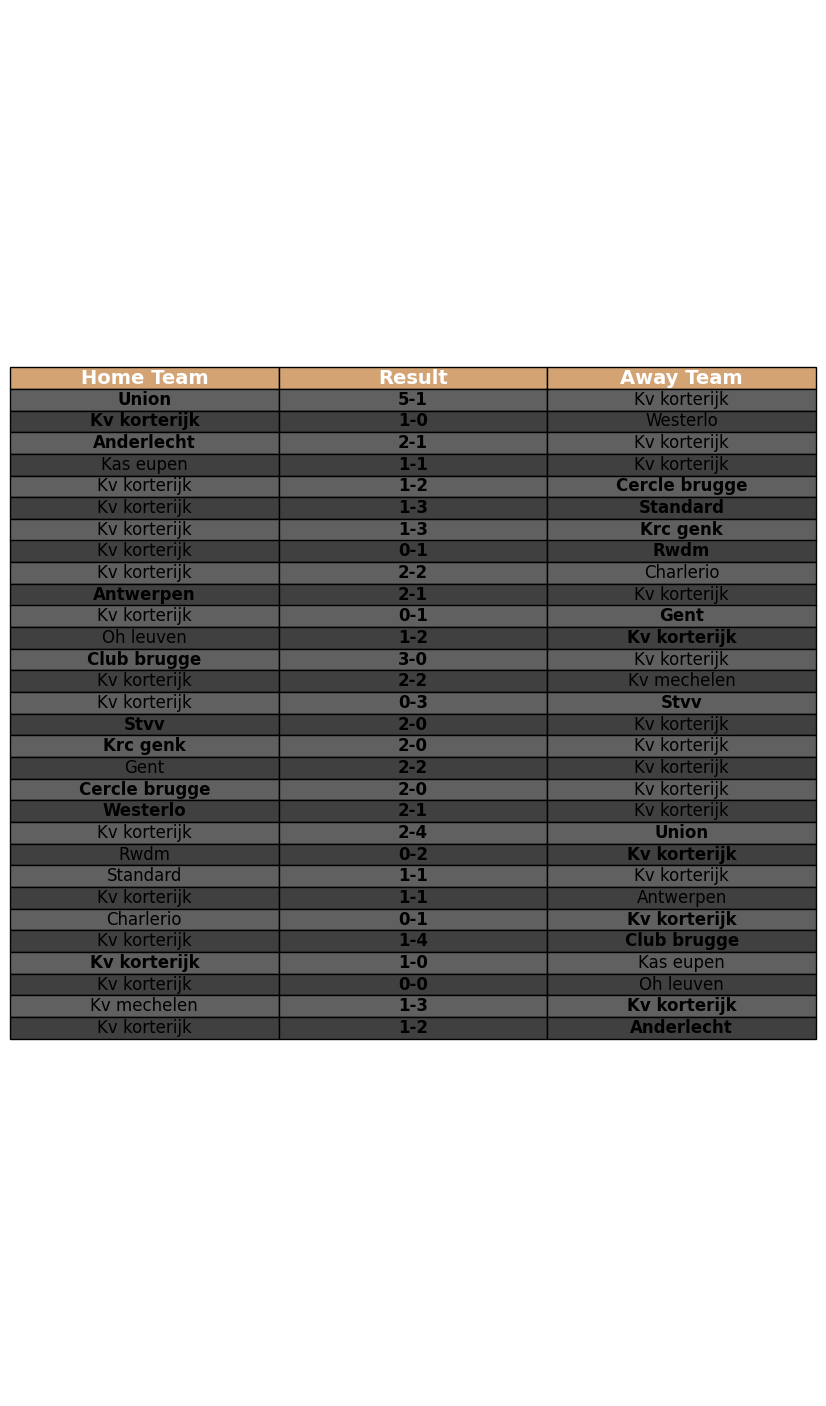 Home Team Result Away Team
Union 5-1 Kv korterijk
Kv korterijk 1-0 Westerlo
Anderlecht 2-1 Kv korterijk
Kas eupen 1-1 Kv korterijk
Kv korterijk 1-2 Cercle brugge
Kv korterijk 1-3 Standard
Kv korterijk 1-3 Krc genk
Kv korterijk 0-1 Rwdm
Kv korterijk 2-2 Charlerio
Antwerpen 2-1 Kv korterijk
Kv korterijk 0-1 Gent
Oh leuven 1-2 Kv korterijk
Club brugge 3-0 Kv korterijk
Kv korterijk 2-2 Kv mechelen
Kv korterijk 0-3 Stvv
Stvv 2-0 Kv korterijk
Krc genk 2-0 Kv korterijk
Gent 2-2 Kv korterijk
Cercle brugge 2-0 Kv korterijk
Westerlo 2-1 Kv korterijk
Kv korterijk 2-4 Union
Rwdm 0-2 Kv korterijk
Standard 1-1 Kv korterijk
Kv korterijk 1-1 Antwerpen
Charlerio 0-1 Kv korterijk
Kv korterijk 1-4 Club brugge
Kv korterijk 1-0 Kas eupen
Kv korterijk 0-0 Oh leuven
Kv mechelen 1-3 Kv korterijk
Kv korterijk 1-2 Anderlecht